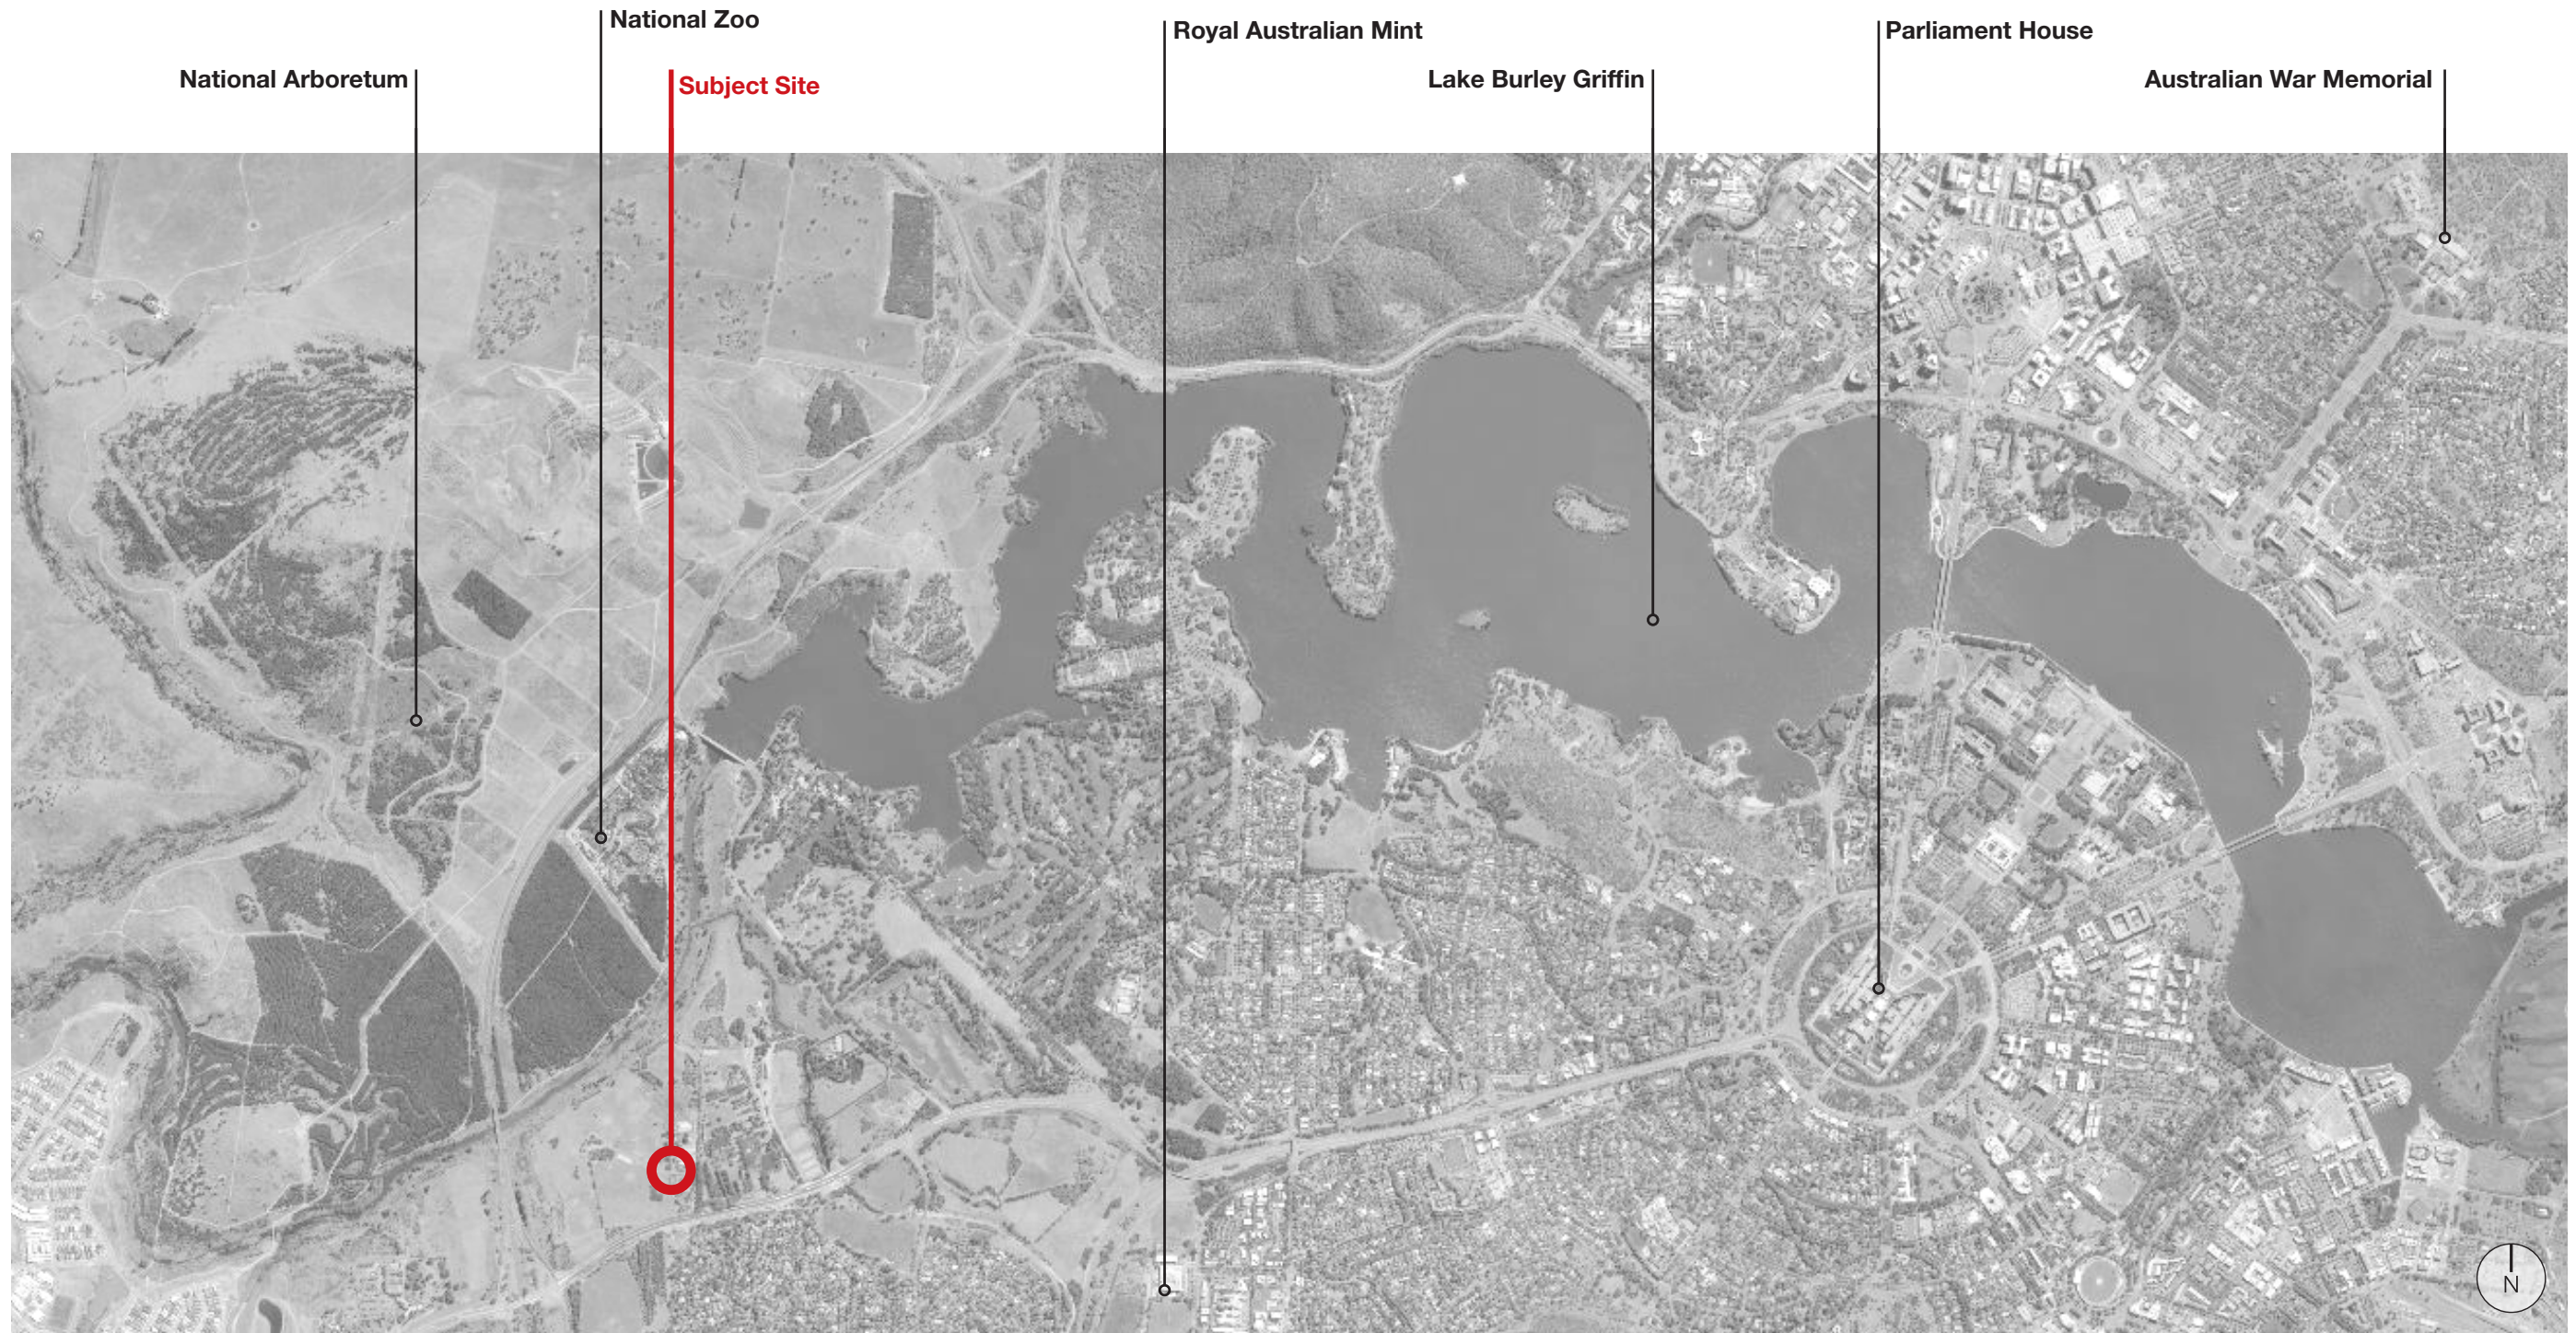 National Zoo
Royal Australian Mint
Parliament House
National Arboretum
Subject Site
Lake Burley Griffin
Australian War Memorial
N